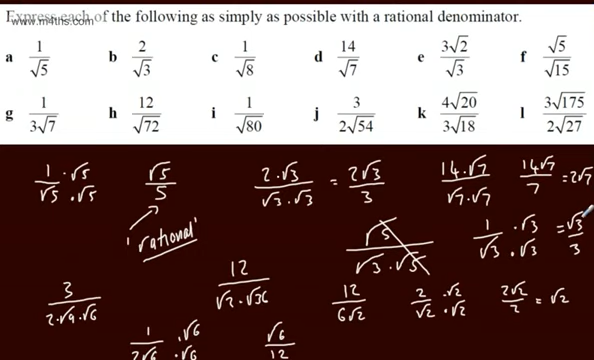 Express each of the following as simply as possible with a rational denominator.
www.m4ths.com
a 1/√5 b 2/√3 c 1/√8 d 14/√7 e 3√2/√3 f √5/√15
g 1/3√7 h 12/√72 i 1/√80 j 3/2√54 k 4√20/3√18 l 3√175/2√27
1·√5/√5·√5 √5/5 2·√3/√3·√3 = 2√3/3 14·√7/√7·√7 14√7/7 = 2√7
'rational' √5/√3·√5 1·√3/√3·√3 = √3/3
3/2·√9·√6 12/√2·√36 12/6√2 2·√2/√2·√2 2√2/2 = √2
1·√6/2√6·√6 √6/12